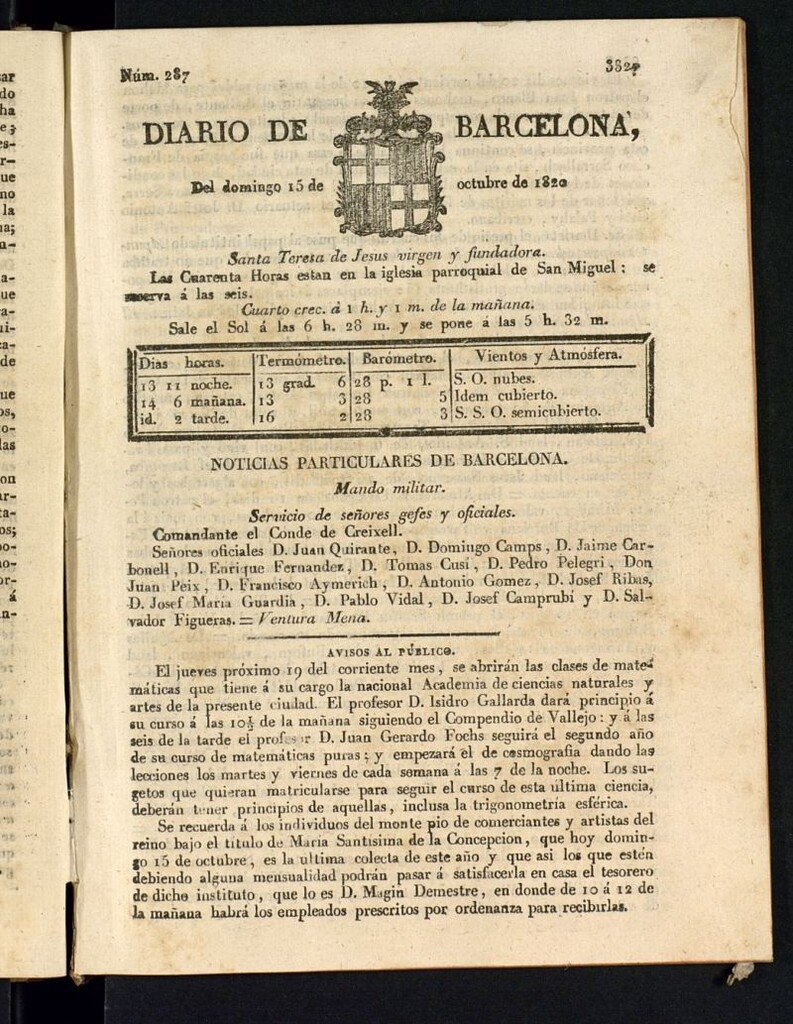 Núm. 287
DIARIO DE BARCELONA,
Del domingo 15 de octubre de 1820
Santa Teresa de Jesus virgen y fundadora.
Las Cuarenta Horas estan en la iglesia parroquial de San Miguel: se
reserva á las seis.
Cuarto crec. á 1 h. y 1 m. de la mañana.
Sale el Sol á las 6 h. 28 m. y se pone á las 5 h. 32 m.
Dias horas. Termómetro. Barómetro. Vientos y Atmósfera.
13 11 noche. 13 grad. 6 28 p. 1 l. S. O. nubes.
14 6 mañana. 13 3 28 5 Idem cubierto.
id. 2 tarde. 16 2 28 3 S. S. O. semicubierto.
NOTICIAS PARTICULARES DE BARCELONA.
Mando militar.
Servicio de señores gefes y oficiales.
Comandante el Conde de Creixell.
Señores oficiales D. Juan Quirante, D. Domingo Camps, D. Jaime Car-
bonell, D. Enrique Fernandez, D. Tomas Cusí, D. Pedro Pelegri, Don
Juan Peix, D. Francisco Aymerich, D. Antonio Gomez, D. Josef Ribas,
D. Josef Maria Guardia, D. Pablo Vidal, D. Josef Camprubí y D. Sal-
vador Figueras. = Ventura Mena.
AVISOS AL PÚBLICO.
El jueves próximo 19 del corriente mes, se abrirán las clases de mate-
máticas que tiene á su cargo la nacional Academia de ciencias naturales y
artes de la presente ciudad. El profesor D. Isidro Gallarda dará principio á
su curso á las 10½ de la mañana siguiendo el Compendio de Vallejo: y á las
seis de la tarde el profesor D. Juan Gerardo Fochs seguirá el segundo año
de su curso de matemáticas puras; y empezará el de cosmografia dando las
lecciones los martes y viernes de cada semana á las 7 de la noche. Los su-
getos que quieran matricularse para seguir el curso de esta última ciencia,
deberán tener principios de aquellas, inclusa la trigonometría esférica.
Se recuerda á los individuos del monte pio de comerciantes y artistas del
reino bajo el título de Maria Santísima de la Concepcion, que hoy domin-
go 15 de octubre, es la última colecta de este año y que asi los que estén
debiendo alguna mensualidad podrán pasar á satisfacerla en casa el tesorero
de dicho instituto, que lo es D. Magin Demestre, en donde de 10 á 12 de
la mañana habrá los empleados prescritos por ordenanza para recibirlas.